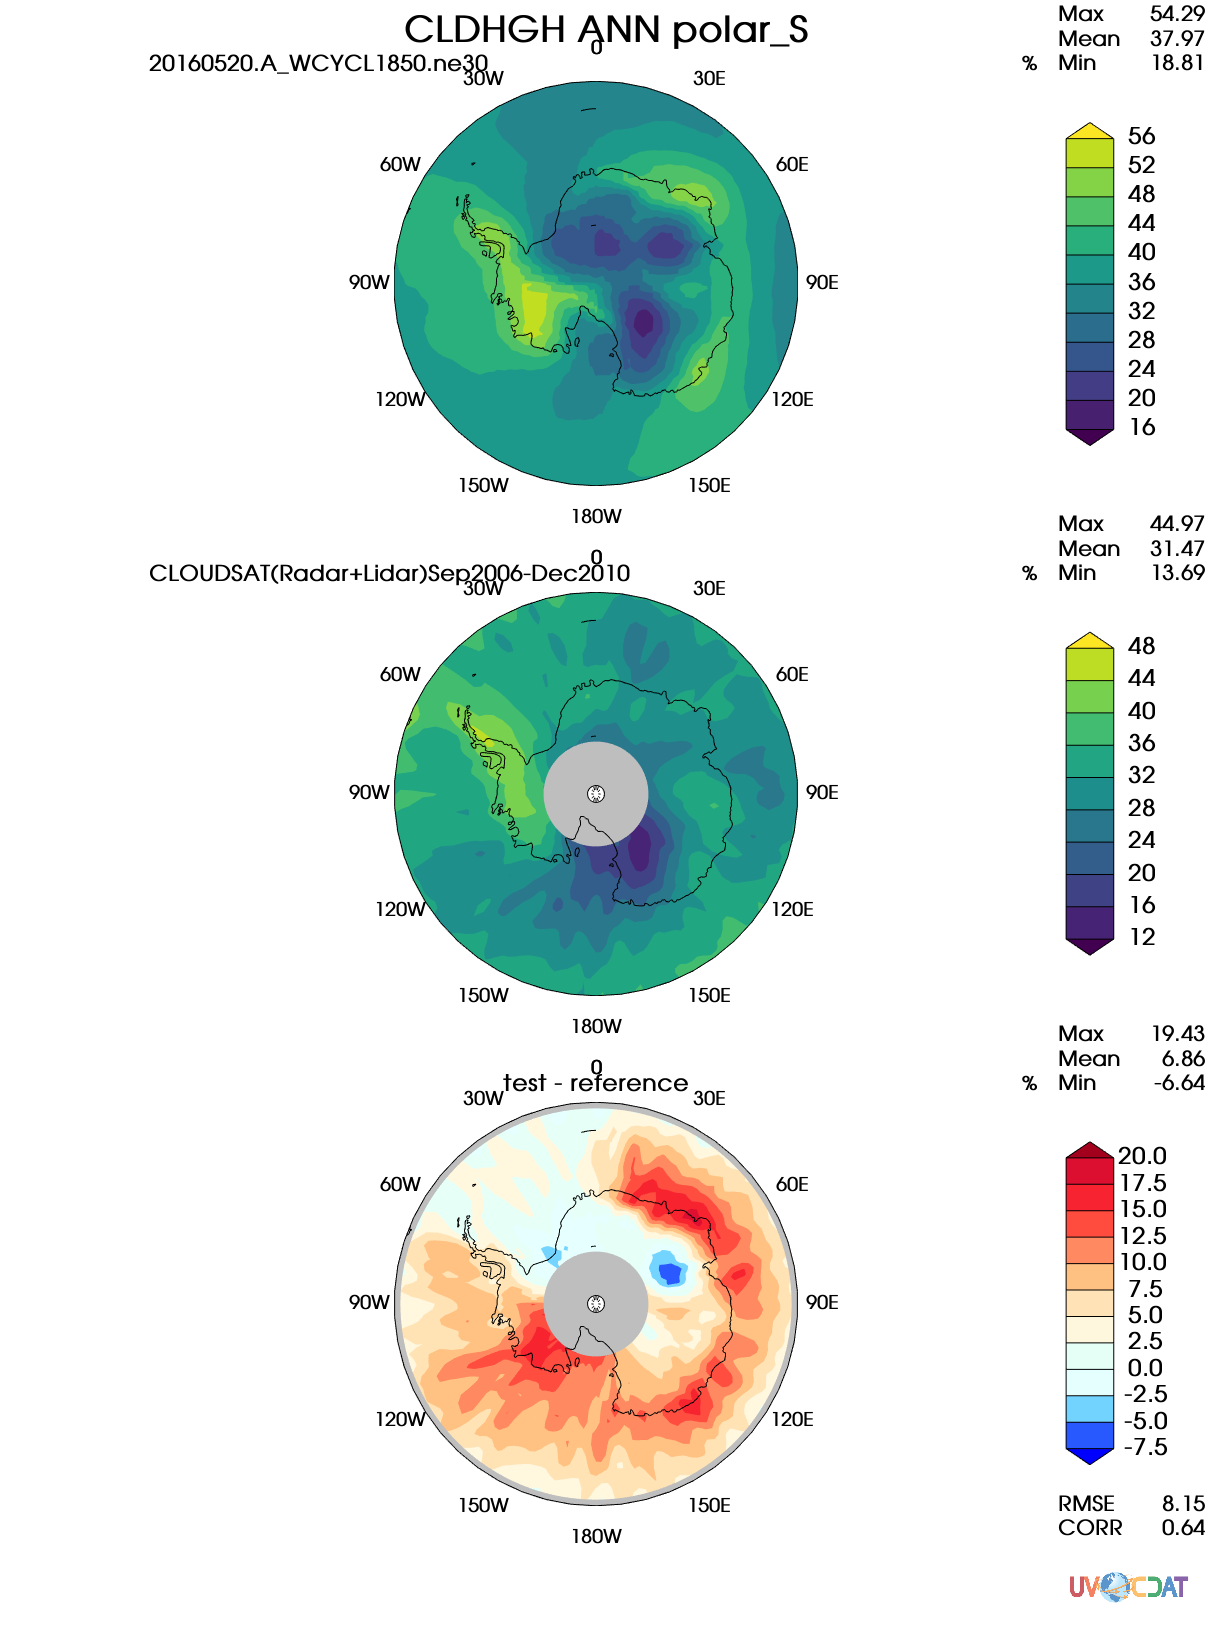 CLDHGH ANN polar_S
20160520.A_WCYCL1850.ne30
Max 54.29
Mean 37.97
% Min 18.81
0
30W 30E
60W 60E
90W 90E
120W 120E
150W 150E
180W
56
52
48
44
40
36
32
28
24
20
16
CLOUDSAT(Radar+Lidar)Sep2006-Dec2010
Max 44.97
Mean 31.47
% Min 13.69
0
30W 30E
60W 60E
90W 90E
120W 120E
150W 150E
180W
48
44
40
36
32
28
24
20
16
12
test - reference
Max 19.43
Mean 6.86
% Min -6.64
0
30W 30E
60W 60E
90W 90E
120W 120E
150W 150E
180W
20.0
17.5
15.0
12.5
10.0
7.5
5.0
2.5
0.0
-2.5
-5.0
-7.5
RMSE 8.15
CORR 0.64
UV CDAT